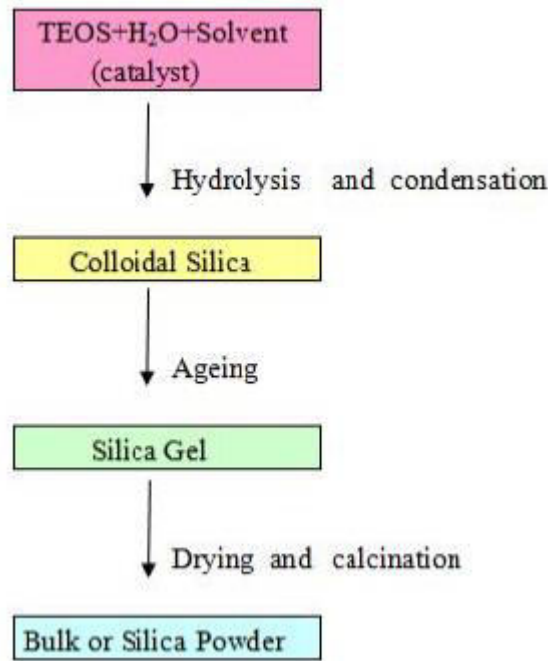 TEOS+H₂O+Solvent
(catalyst)
Hydrolysis and condensation
Colloidal Silica
Ageing
Silica Gel
Drying and calcination
Bulk or Silica Powder